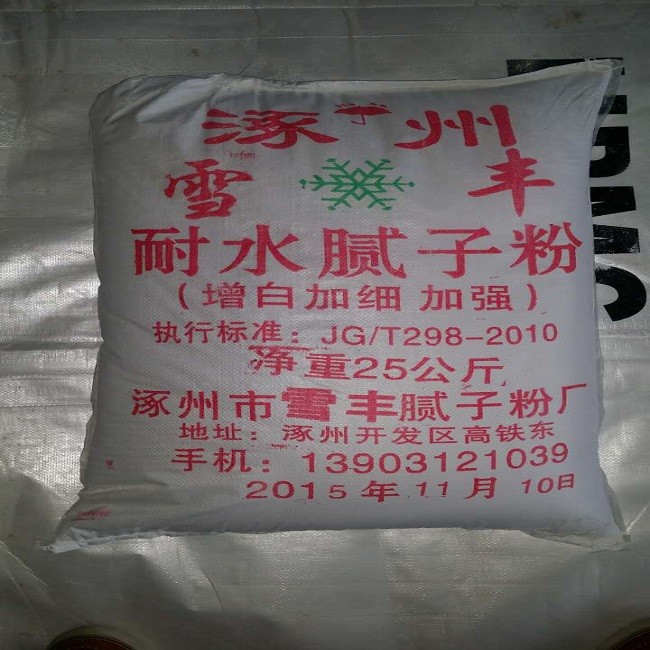 涿州
雪丰
耐水腻子粉
（增白加细 加强）
执行标准：JG/T298-2010
净重25公斤
涿州市雪丰腻子粉厂
地址：涿州开发区高铁东
手机：13903121039
2015年11月10日
HPMC